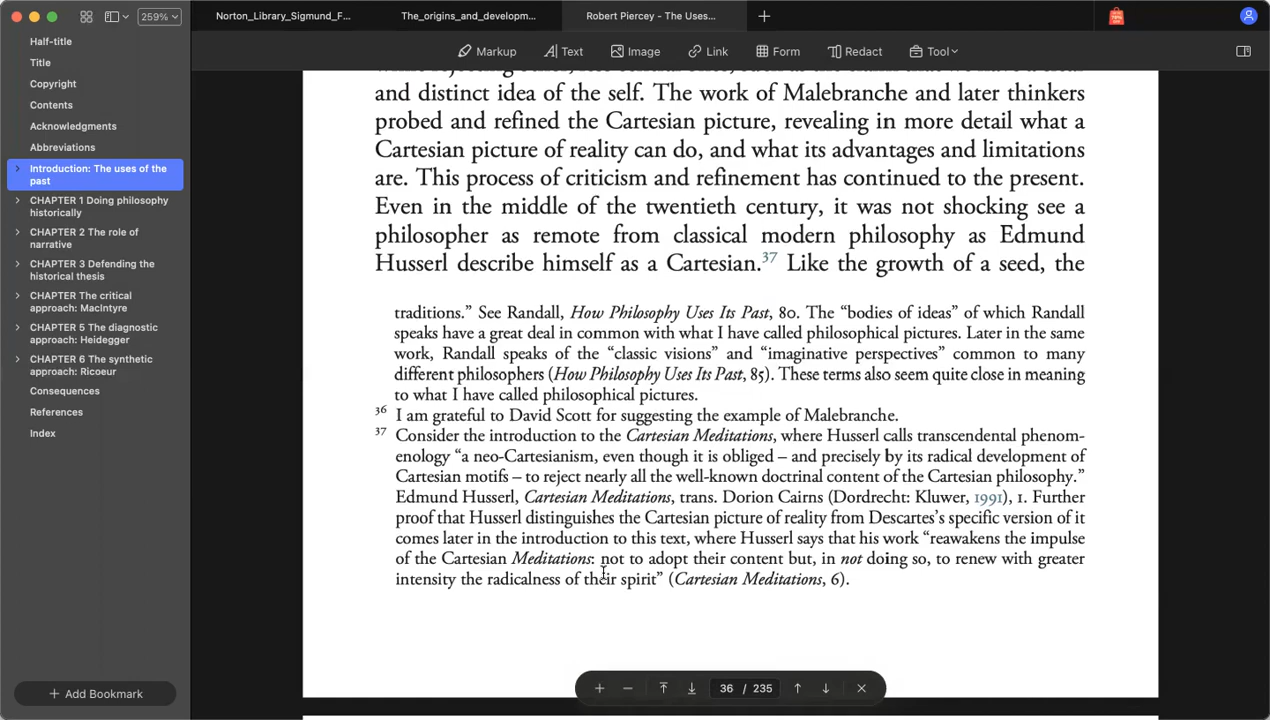 259%
Norton_Library_Sigmund_F...
The_origins_and_developm...
Robert Piercey - The Uses...
Markup
Text
Image
Link
Form
Redact
Tool
Half-title
Title
Copyright
Contents
Acknowledgments
Abbreviations
Introduction: The uses of the
past
CHAPTER 1 Doing philosophy
historically
CHAPTER 2 The role of
narrative
CHAPTER 3 Defending the
historical thesis
CHAPTER The critical
approach: MacIntyre
CHAPTER 5 The diagnostic
approach: Heidegger
CHAPTER 6 The synthetic
approach: Ricoeur
Consequences
References
Index
Add Bookmark
and distinct idea of the self. The work of Malebranche and later thinkers
probed and refined the Cartesian picture, revealing in more detail what a
Cartesian picture of reality can do, and what its advantages and limitations
are. This process of criticism and refinement has continued to the present.
Even in the middle of the twentieth century, it was not shocking see a
philosopher as remote from classical modern philosophy as Edmund
Husserl describe himself as a Cartesian.37 Like the growth of a seed, the
traditions.” See Randall, How Philosophy Uses Its Past, 80. The “bodies of ideas” of which Randall
speaks have a great deal in common with what I have called philosophical pictures. Later in the same
work, Randall speaks of the “classic visions” and “imaginative perspectives” common to many
different philosophers (How Philosophy Uses Its Past, 85). These terms also seem quite close in meaning
to what I have called philosophical pictures.
36 I am grateful to David Scott for suggesting the example of Malebranche.
37 Consider the introduction to the Cartesian Meditations, where Husserl calls transcendental phenom-
enology “a neo-Cartesianism, even though it is obliged – and precisely by its radical development of
Cartesian motifs – to reject nearly all the well-known doctrinal content of the Cartesian philosophy.”
Edmund Husserl, Cartesian Meditations, trans. Dorion Cairns (Dordrecht: Kluwer, 1991), 1. Further
proof that Husserl distinguishes the Cartesian picture of reality from Descartes’s specific version of it
comes later in the introduction to this text, where Husserl says that his work “reawakens the impulse
of the Cartesian Meditations: not to adopt their content but, in not doing so, to renew with greater
intensity the radicalness of their spirit” (Cartesian Meditations, 6).
36 / 235